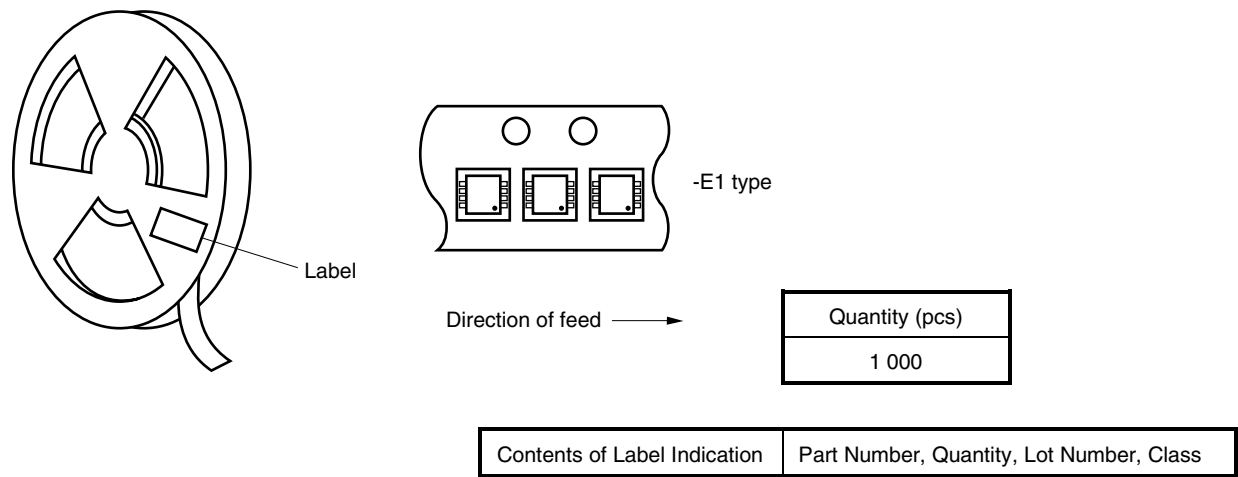 -E1 type
Label
Direction of feed
Quantity (pcs)
1 000
Contents of Label Indication Part Number, Quantity, Lot Number, Class